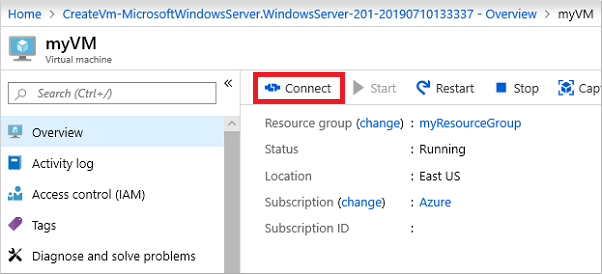 Home > CreateVm-MicrosoftWindowsServer.WindowsServer-201-20190710133337 - Overview > myVM
myVM
Virtual machine
Search (Ctrl+/)
«
Overview
Activity log
Access control (IAM)
Tags
Diagnose and solve problems
Connect Start Restart Stop Capt
Resource group (change) : myResourceGroup
Status : Running
Location : East US
Subscription (change) : Azure
Subscription ID :